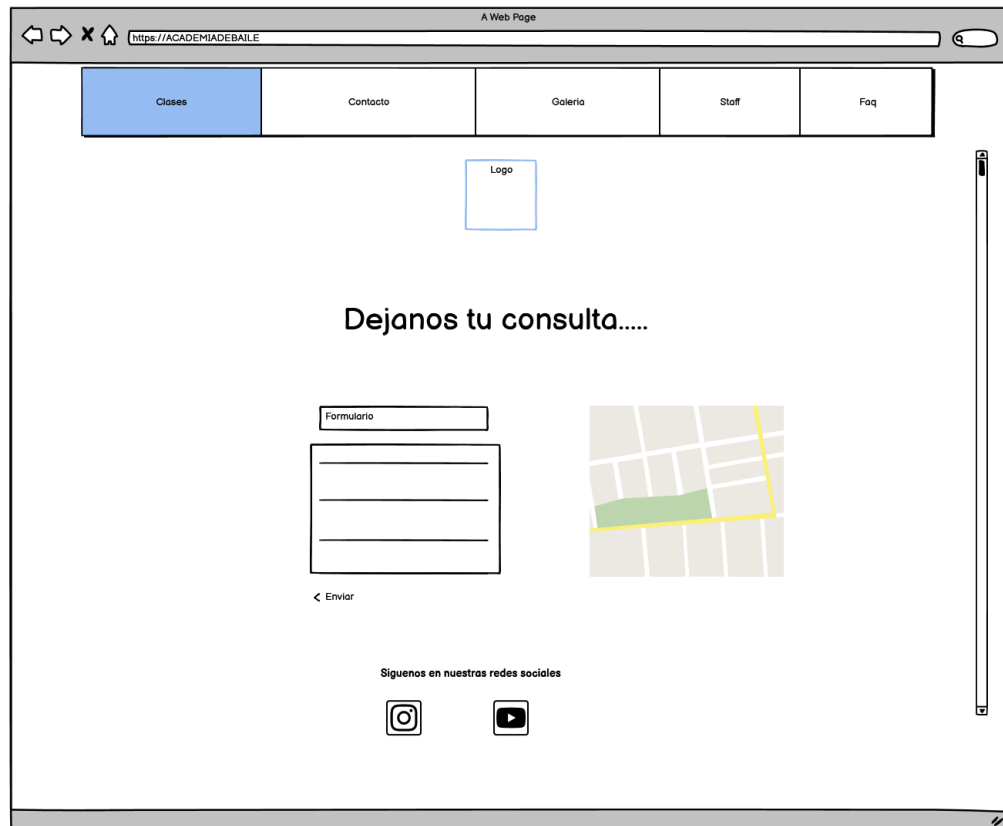 A Web Page
https://ACADEMIADEBAILE
Clases
Contacto
Galeria
Staff
Faq
Logo
Dejanos tu consulta.....
Formulario
Enviar
Siguenos en nuestras redes sociales